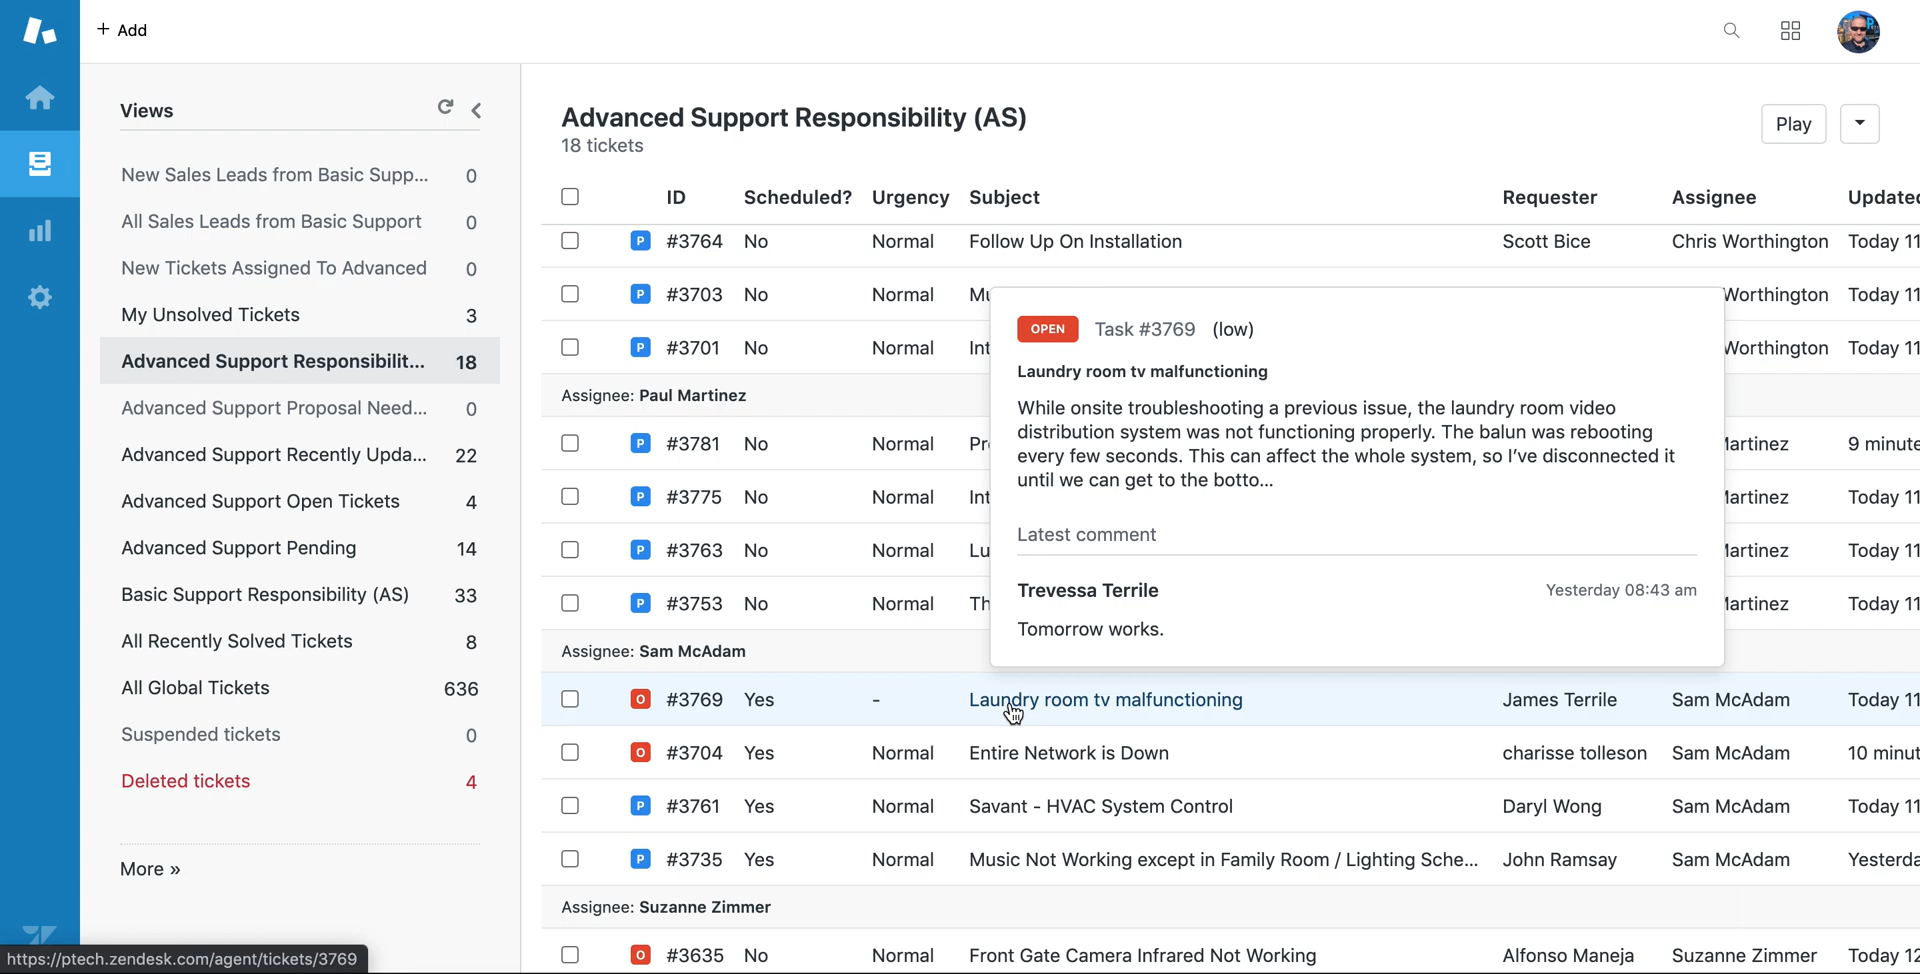 + Add
Views
New Sales Leads from Basic Supp... 0
All Sales Leads from Basic Support 0
New Tickets Assigned To Advanced 0
My Unsolved Tickets 3
Advanced Support Responsibilit... 18
Advanced Support Proposal Need... 0
Advanced Support Recently Upda... 22
Advanced Support Open Tickets 4
Advanced Support Pending 14
Basic Support Responsibility (AS) 33
All Recently Solved Tickets 8
All Global Tickets 636
Suspended tickets 0
Deleted tickets 4
More »
https://ptech.zendesk.com/agent/tickets/3769
Advanced Support Responsibility (AS)
18 tickets
Play
ID Scheduled? Urgency Subject Requester Assignee Updated
P #3764 No Normal Follow Up On Installation Scott Bice Chris Worthington Today 11
P #3703 No Normal Mu Worthington Today 11
P #3701 No Normal Int Worthington Today 11
Assignee: Paul Martinez
P #3781 No Normal Pr Martinez 9 minute
P #3775 No Normal Int Martinez Today 11
P #3763 No Normal Lu Martinez Today 11
P #3753 No Normal Th Martinez Today 11
OPEN Task #3769 (low)
Laundry room tv malfunctioning
While onsite troubleshooting a previous issue, the laundry room video
distribution system was not functioning properly. The balun was rebooting
every few seconds. This can affect the whole system, so I've disconnected it
until we can get to the botto...
Latest comment
Trevessa Terrile Yesterday 08:43 am
Tomorrow works.
Assignee: Sam McAdam
O #3769 Yes - Laundry room tv malfunctioning James Terrile Sam McAdam Today 11
O #3704 Yes Normal Entire Network is Down charisse tolleson Sam McAdam 10 minut
P #3761 Yes Normal Savant - HVAC System Control Daryl Wong Sam McAdam Today 11
P #3735 Yes Normal Music Not Working except in Family Room / Lighting Sche... John Ramsay Sam McAdam Yesterda
Assignee: Suzanne Zimmer
O #3635 No Normal Front Gate Camera Infrared Not Working Alfonso Maneja Suzanne Zimmer Today 12